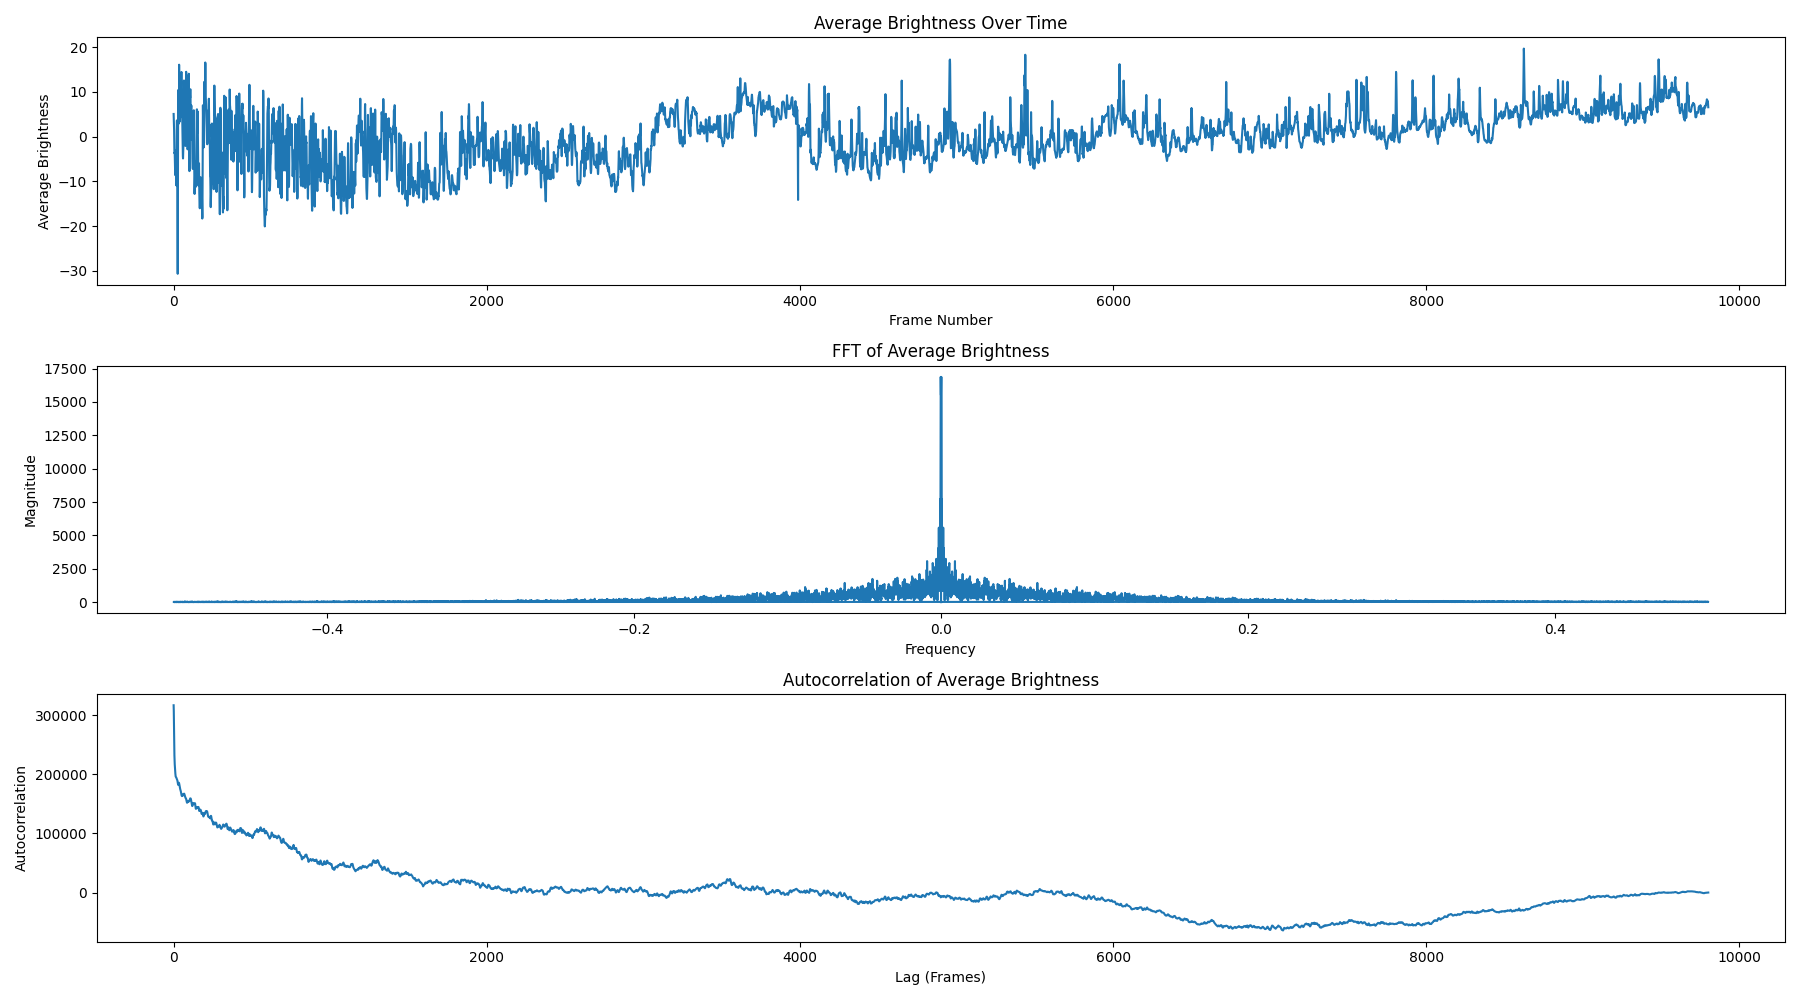 Average Brightness Over Time
20
10
0
−10
−20
−30
Average Brightness
0 2000 4000 6000 8000 10000
Frame Number
FFT of Average Brightness
17500
15000
12500
10000
7500
5000
2500
0
Magnitude
−0.4 −0.2 0.0 0.2 0.4
Frequency
Autocorrelation of Average Brightness
300000
200000
100000
0
Autocorrelation
0 2000 4000 6000 8000 10000
Lag (Frames)